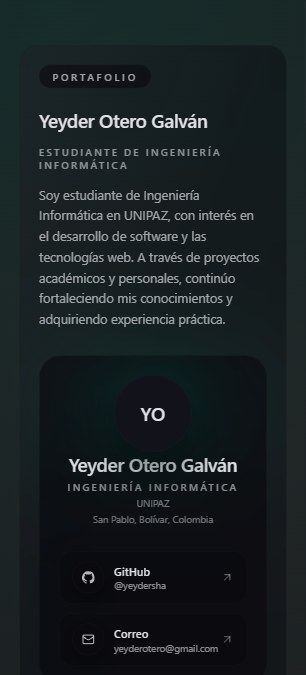 PORTAFOLIO
Yeyder Otero Galván
ESTUDIANTE DE INGENIERÍA
INFORMÁTICA
Soy estudiante de Ingeniería
Informática en UNIPAZ, con interés en
el desarrollo de software y las
tecnologías web. A través de proyectos
académicos y personales, continúo
fortaleciendo mis conocimientos y
adquiriendo experiencia práctica.
YO
Yeyder Otero Galván
INGENIERÍA INFORMÁTICA
UNIPAZ
San Pablo, Bolívar, Colombia
GitHub
@yeydersha
Correo
yeyderotero@gmail.com